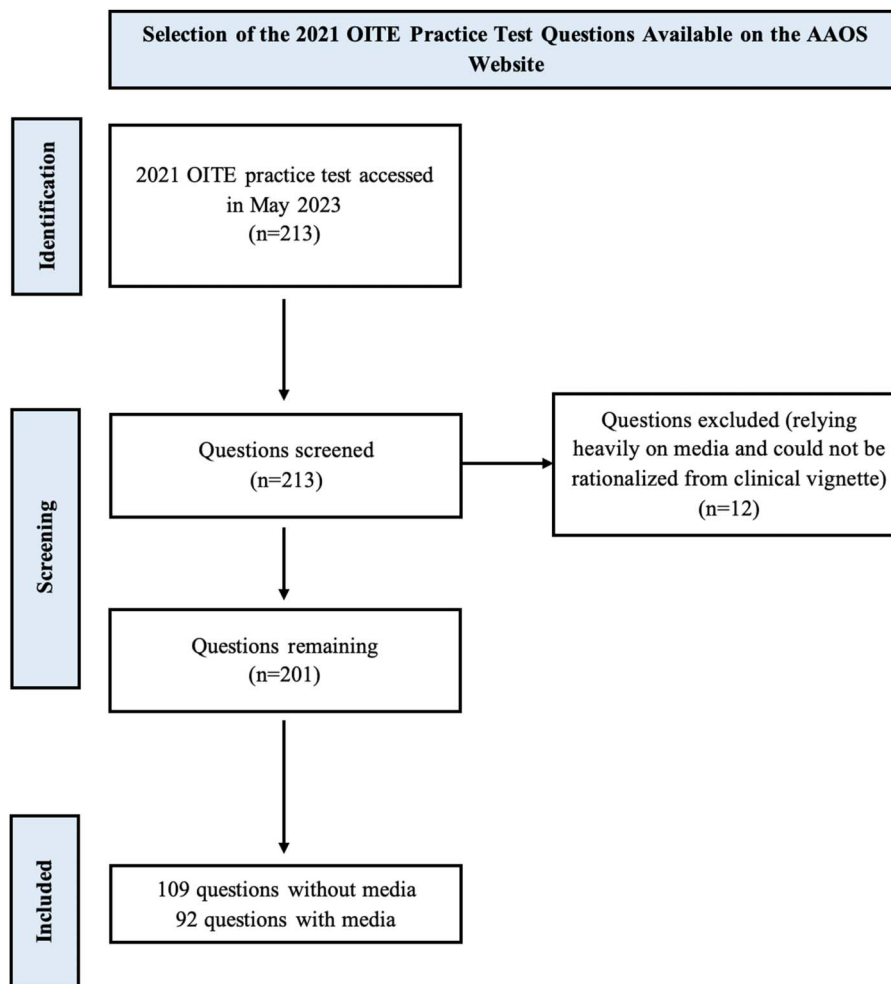 Selection of the 2021 OITE Practice Test Questions Available on the AAOS
Website
Identification
2021 OITE practice test accessed
in May 2023
(n=213)
Screening
Questions screened
(n=213)
Questions excluded (relying
heavily on media and could not be
rationalized from clinical vignette)
(n=12)
Questions remaining
(n=201)
Included
109 questions without media
92 questions with media